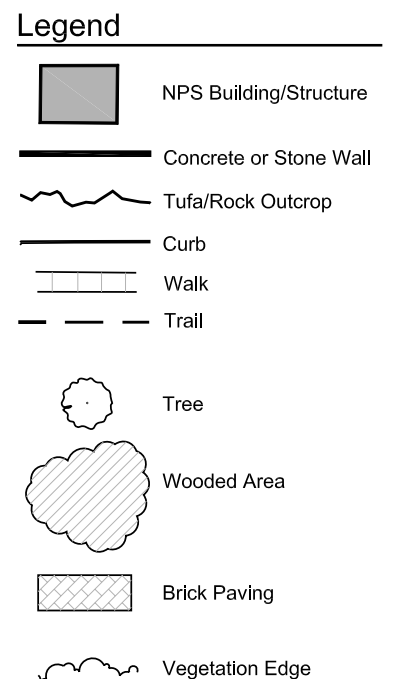 Legend
NPS Building/Structure
Concrete or Stone Wall
Tufa/Rock Outcrop
Curb
Walk
Trail
Tree
Wooded Area
Brick Paving
Vegetation Edge